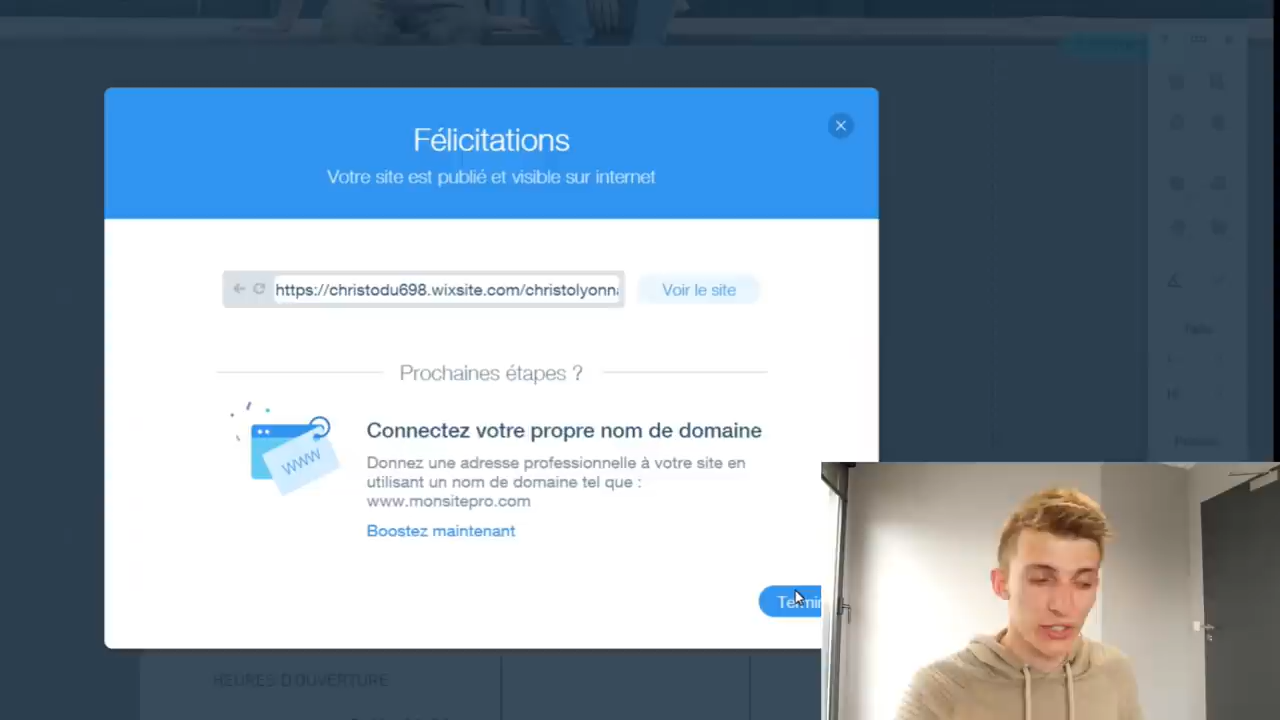 Félicitations
Votre site est publié et visible sur internet
https://christodu698.wixsite.com/christolyonn
Voir le site
Prochaines étapes ?
WWW
Connectez votre propre nom de domaine
Donnez une adresse professionnelle à votre site en
utilisant un nom de domaine tel que :
www.monsitepro.com
Boostez maintenant
Termin
HEURES D'OUVERTURE